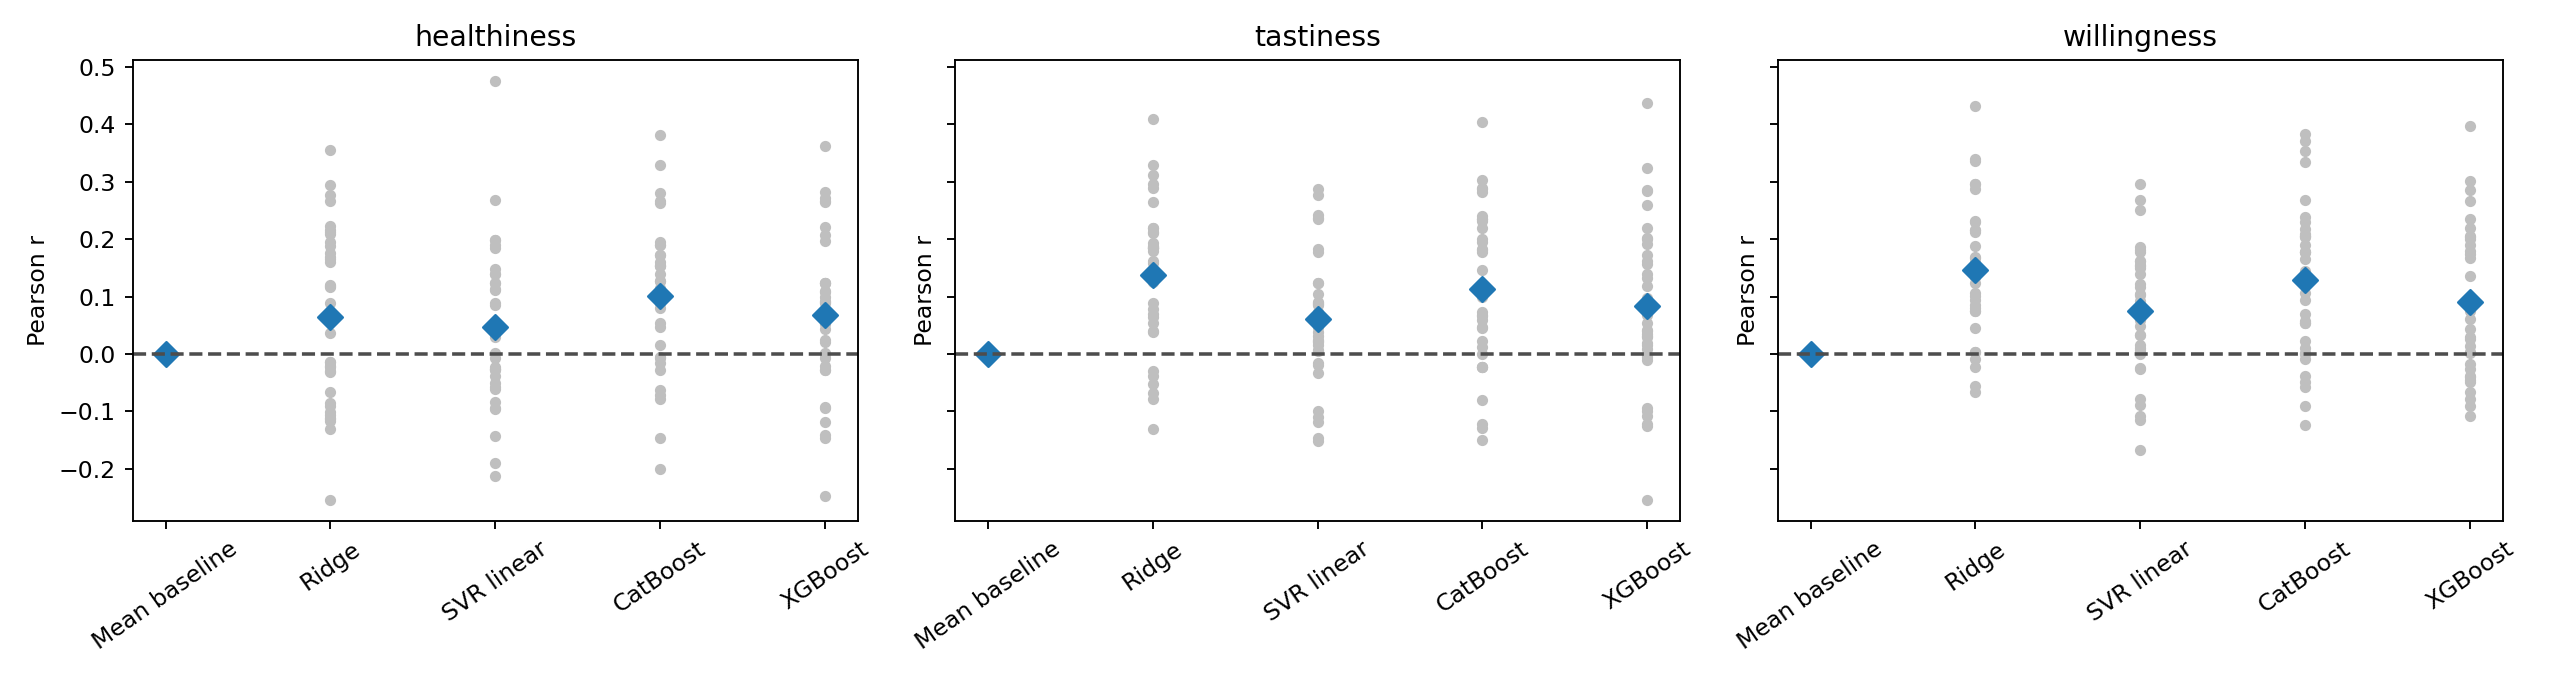 healthiness
tastiness
willingness
Pearson r
0.5
0.4
0.3
0.2
0.1
0.0
−0.1
−0.2
Mean baseline
Ridge
SVR linear
CatBoost
XGBoost
Pearson r
Mean baseline
Ridge
SVR linear
CatBoost
XGBoost
Pearson r
Mean baseline
Ridge
SVR linear
CatBoost
XGBoost